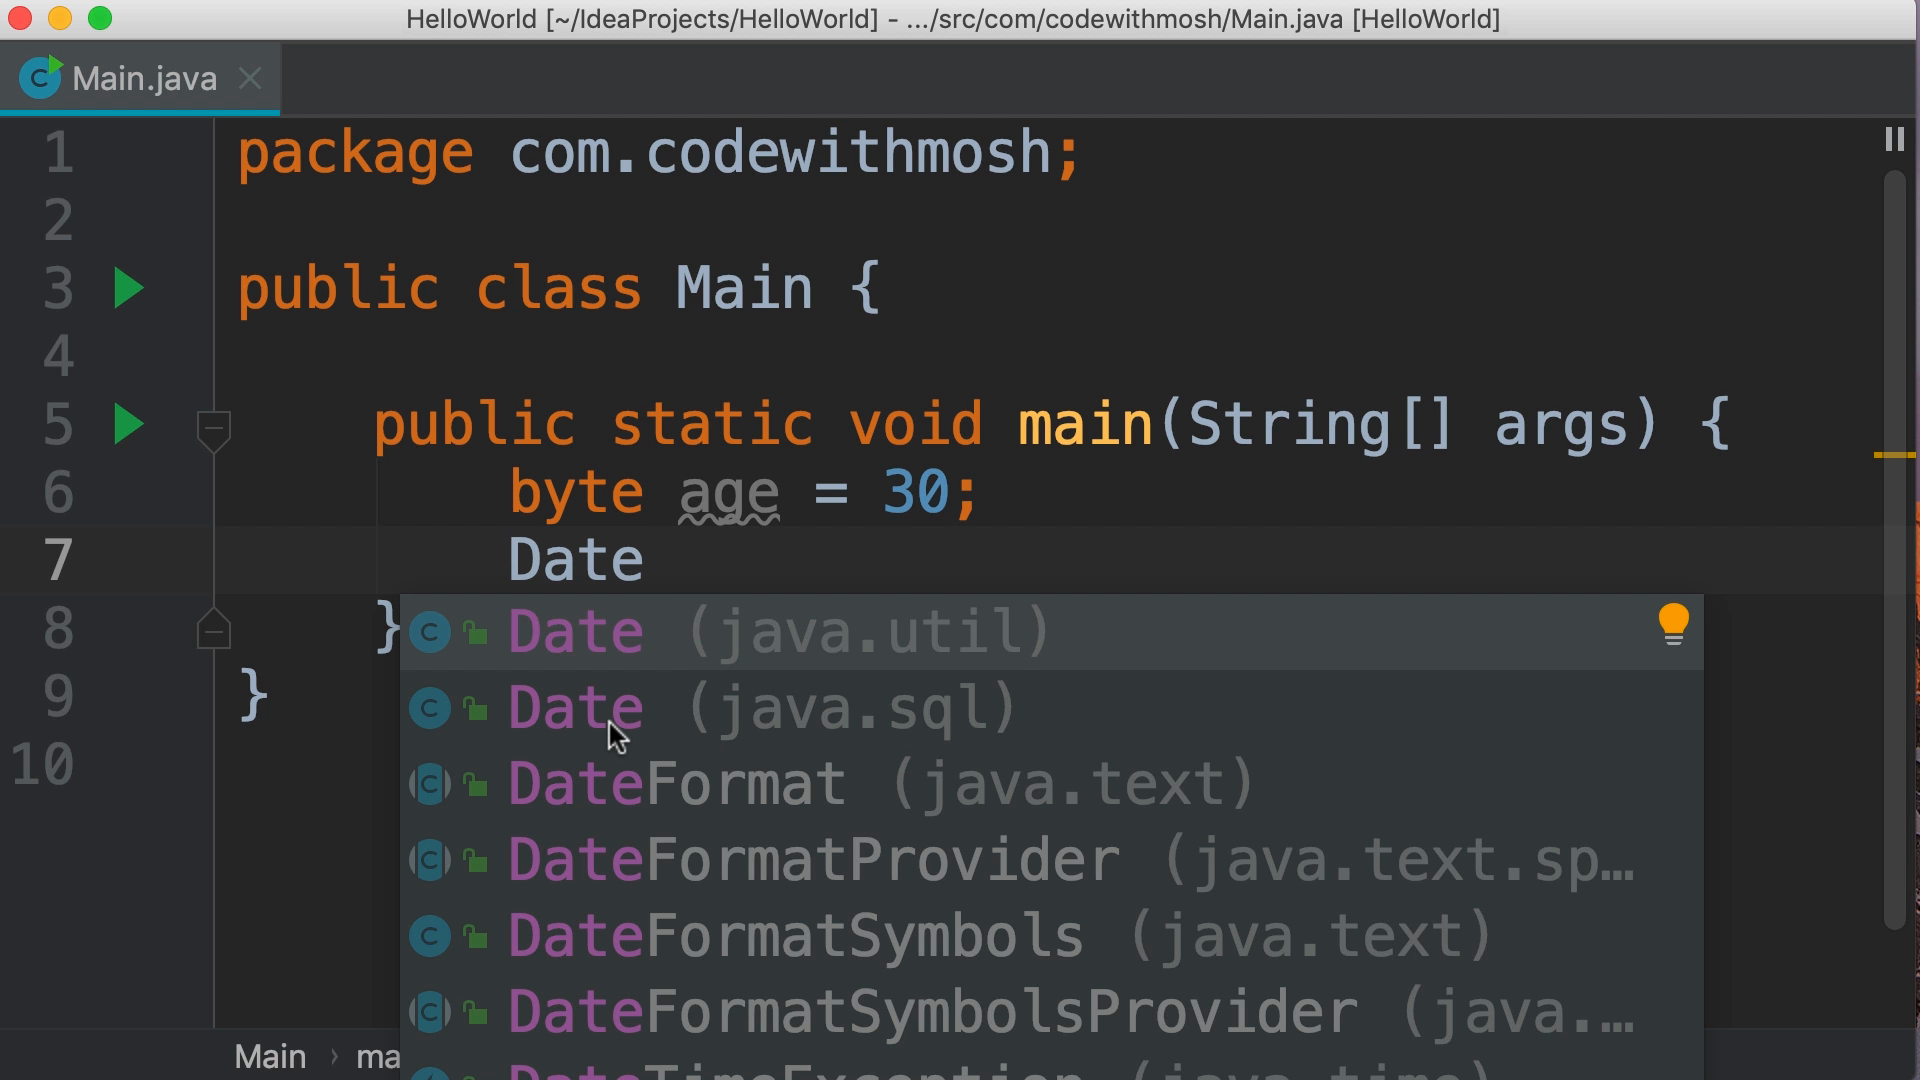 HelloWorld [~/IdeaProjects/HelloWorld] - .../src/com/codewithmosh/Main.java [HelloWorld]
Main.java
1 package com.codewithmosh;
2
3 public class Main {
4
5 public static void main(String[] args) {
6 byte age = 30;
7 Date
8 }
Date (java.util)
Date (java.sql)
9 }
10
DateFormat (java.text)
DateFormatProvider (java.text.sp…
DateFormatSymbols (java.text)
DateFormatSymbolsProvider (java.…
DateTimeException (java.time)
Main › ma